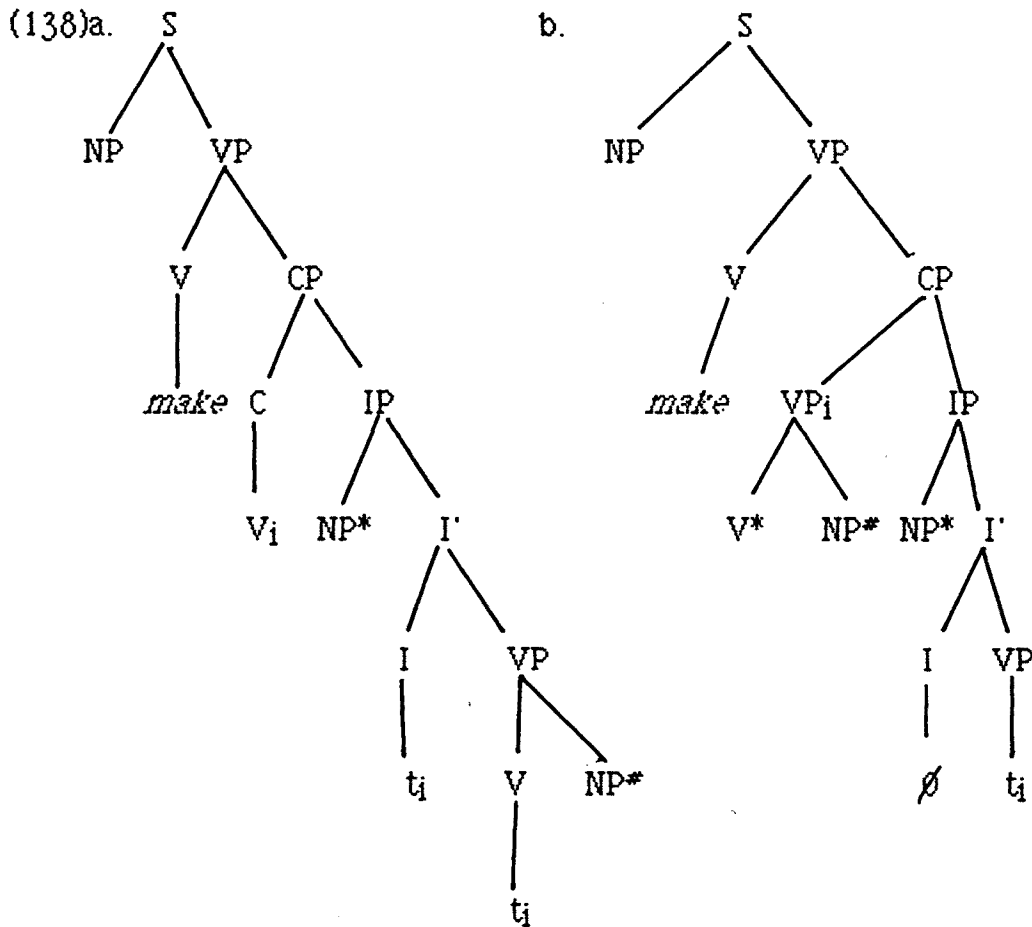 (138)a. S b. S
NP VP NP VP
V CP V CP
make C IP make VPi IP
Vi NP* I' V* NP# NP* I'
I VP I VP
ti V NP# ∅ ti
ti